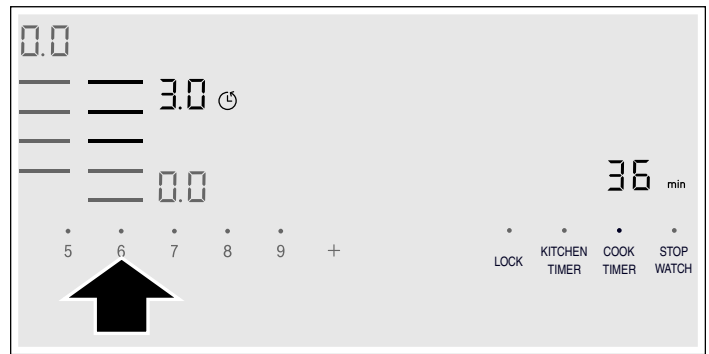 0.0
3.0
0.0
36 min
5 6 7 8 9 +
LOCK
KITCHEN TIMER
COOK TIMER
STOP WATCH